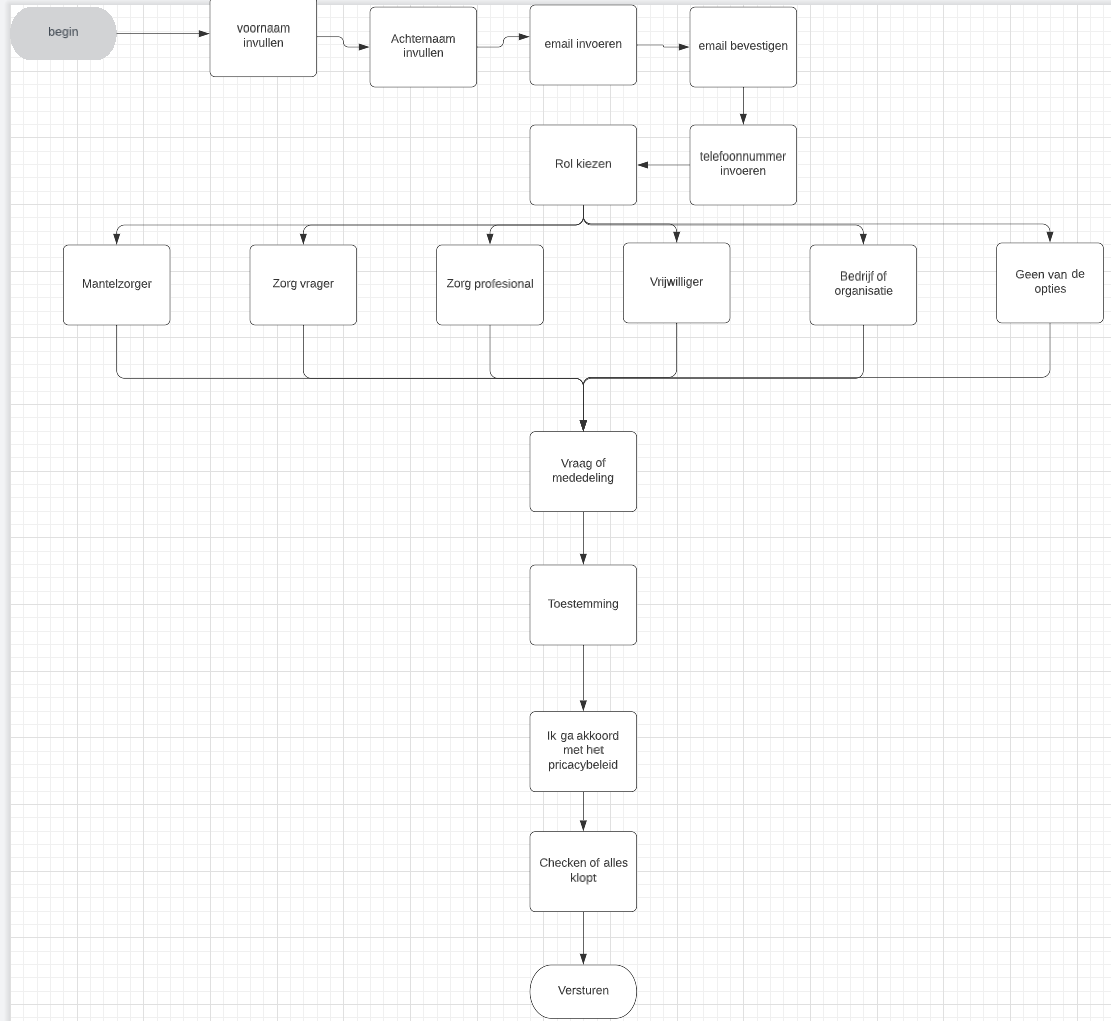 begin
voornaam
invullen
Achternaam
invullen
email invoeren
email bevestigen
telefoonnummer
invoeren
Rol kiezen
Mantelzorger
Zorg vrager
Zorg profesional
Vrijwilliger
Bedrijf of
organisatie
Geen van de
opties
Vraag of
mededeling
Toestemming
Ik ga akkoord
met het
pricacybeleid
Checken of alles
klopt
Versturen